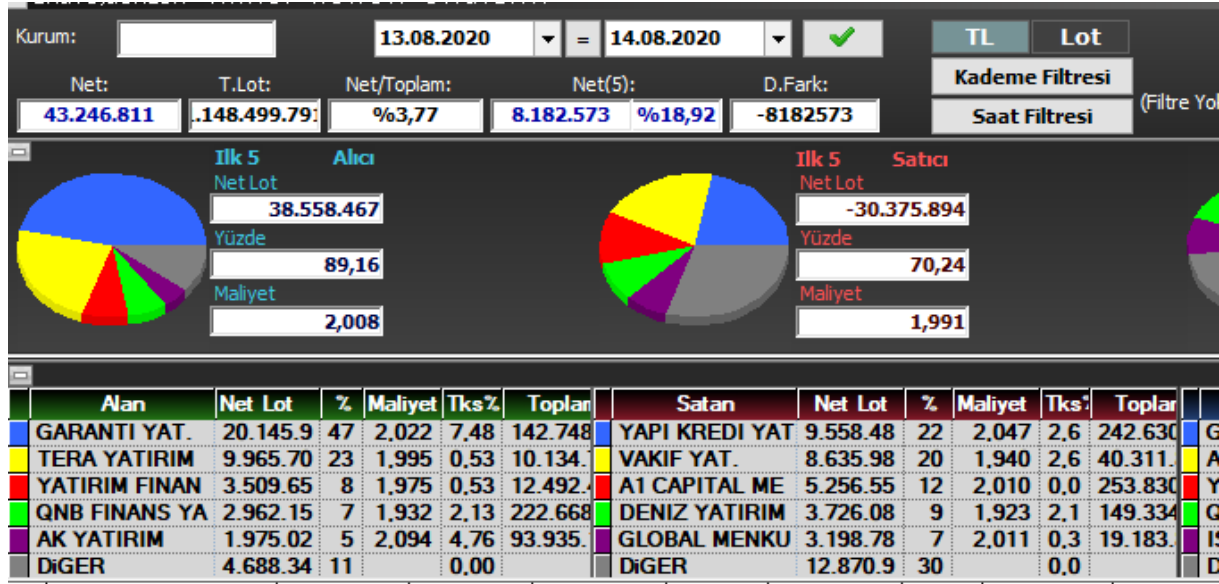 Kurum: 13.08.2020 = 14.08.2020 TL Lot
Net: T.Lot: Net/Toplam: Net(5): D.Fark: Kademe Filtresi
43.246.811 .148.499.791 %3,77 8.182.573 %18,92 -8182573 Saat Filtresi (Filtre Yok
Ilk 5 Alıcı Ilk 5 Satıcı
Net Lot Net Lot
38.558.467 -30.375.894
Yüzde Yüzde
89,16 70,24
Maliyet Maliyet
2,008 1,991
Alan Net Lot % Maliyet Tks% Toplam Satan Net Lot % Maliyet Tks% Toplar
GARANTI YAT. 20.145.9 47 2,022 7,48 142.748 YAPI KREDI YAT 9.558.48 22 2,047 2,6 242.630 G
TERA YATIRIM 9.965.70 23 1,995 0,53 10.134. VAKIF YAT. 8.635.98 20 1,940 2,6 40.311. A
YATIRIM FINAN 3.509.65 8 1,975 0,53 12.492. A1 CAPITAL ME 5.256.55 12 2,010 0,0 253.830 Y
QNB FINANS YA 2.962.15 7 1,932 2,13 222.668 DENIZ YATIRIM 3.726.08 9 1,923 2,1 149.334 Q
AK YATIRIM 1.975.02 5 2,094 4,76 93.935. GLOBAL MENKU 3.198.78 7 2,011 0,3 19.183. IS
DiGER 4.688.34 11 0,00 DiGER 12.870.9 30 0,0 D